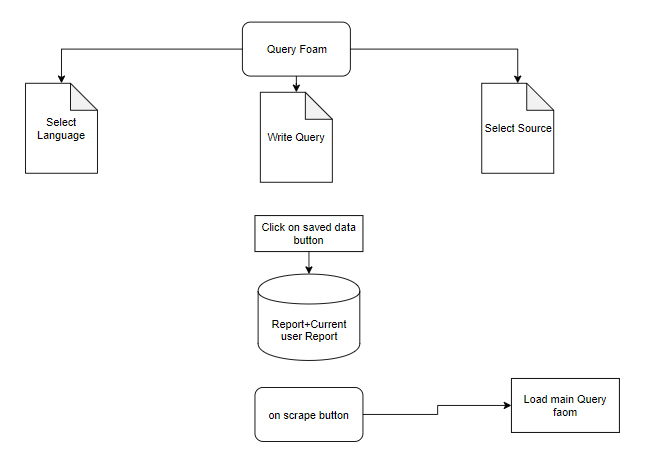 Query Foam
Select
Language
Write Query
Select Source
Click on saved data
button
Report+Current
user Report
on scrape button
Load main Query
faom